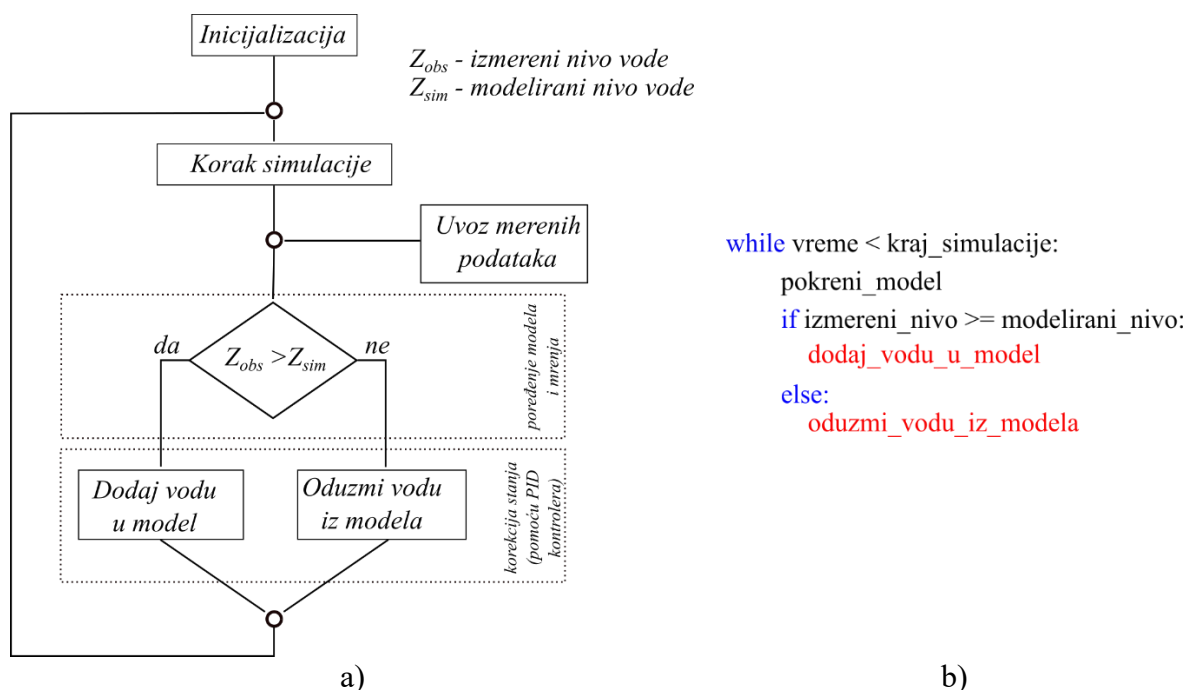 Inicijalizacija
Z_obs - izmereni nivo vode
Z_sim - modelirani nivo vode
Korak simulacije
Uvoz merenih
podataka
da
Z_obs >Z_sim
ne
poređenje modela
i mrenja
Dodaj vodu
u model
Oduzmi vodu
iz modela
korekcija stanja
(pomoću PID
kontrolera)
a)
while vreme < kraj_simulacije:
pokreni_model
if izmereni_nivo >= modelirani_nivo:
dodaj_vodu_u_model
else:
oduzmi_vodu_iz_modela
b)